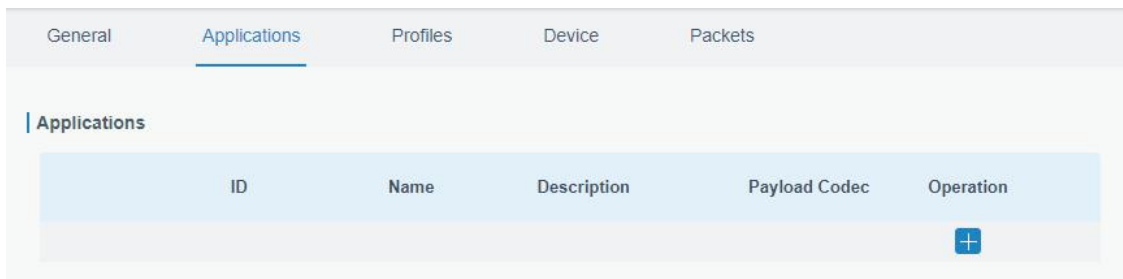 General Applications Profiles Device Packets
Applications
ID Name Description Payload Codec Operation